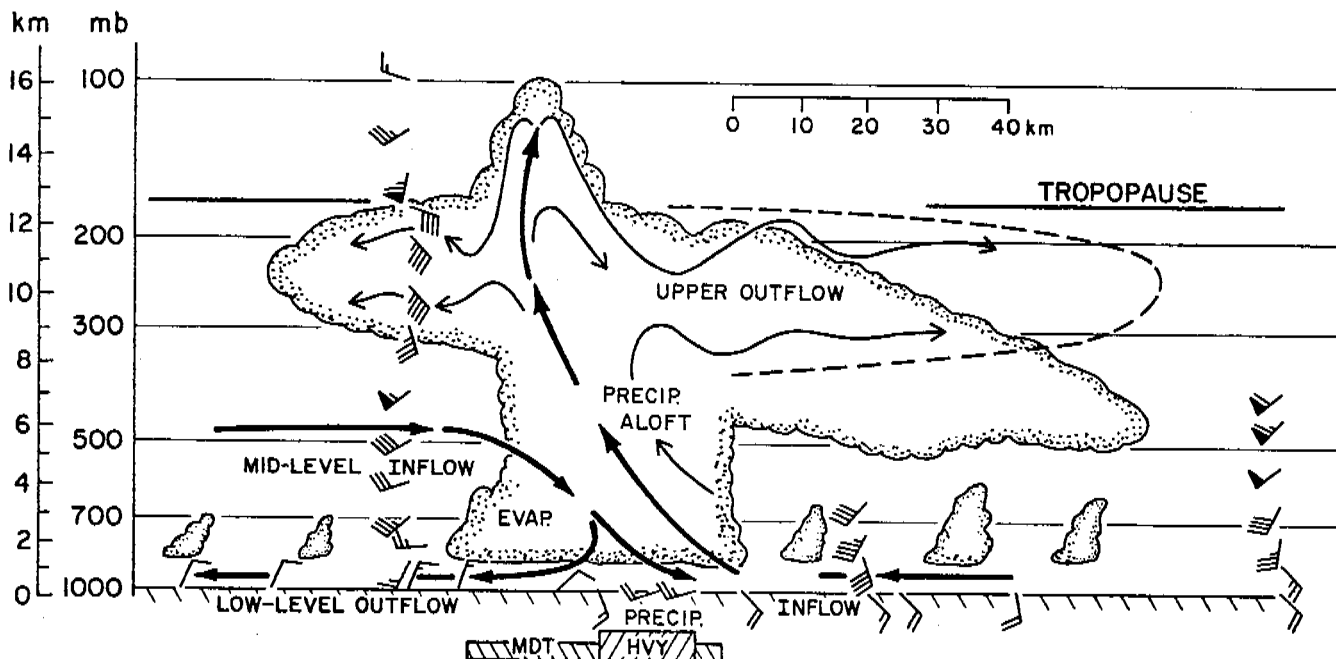 km mb
16 100
0 10 20 30 40 km
14
TROPOPAUSE
12
200
UPPER OUTFLOW
10
300
8
PRECIP.
ALOFT
6
500
MID-LEVEL INFLOW
4
EVAP.
700
2
0 1000
LOW-LEVEL OUTFLOW
PRECIP.
INFLOW
MDT HVY